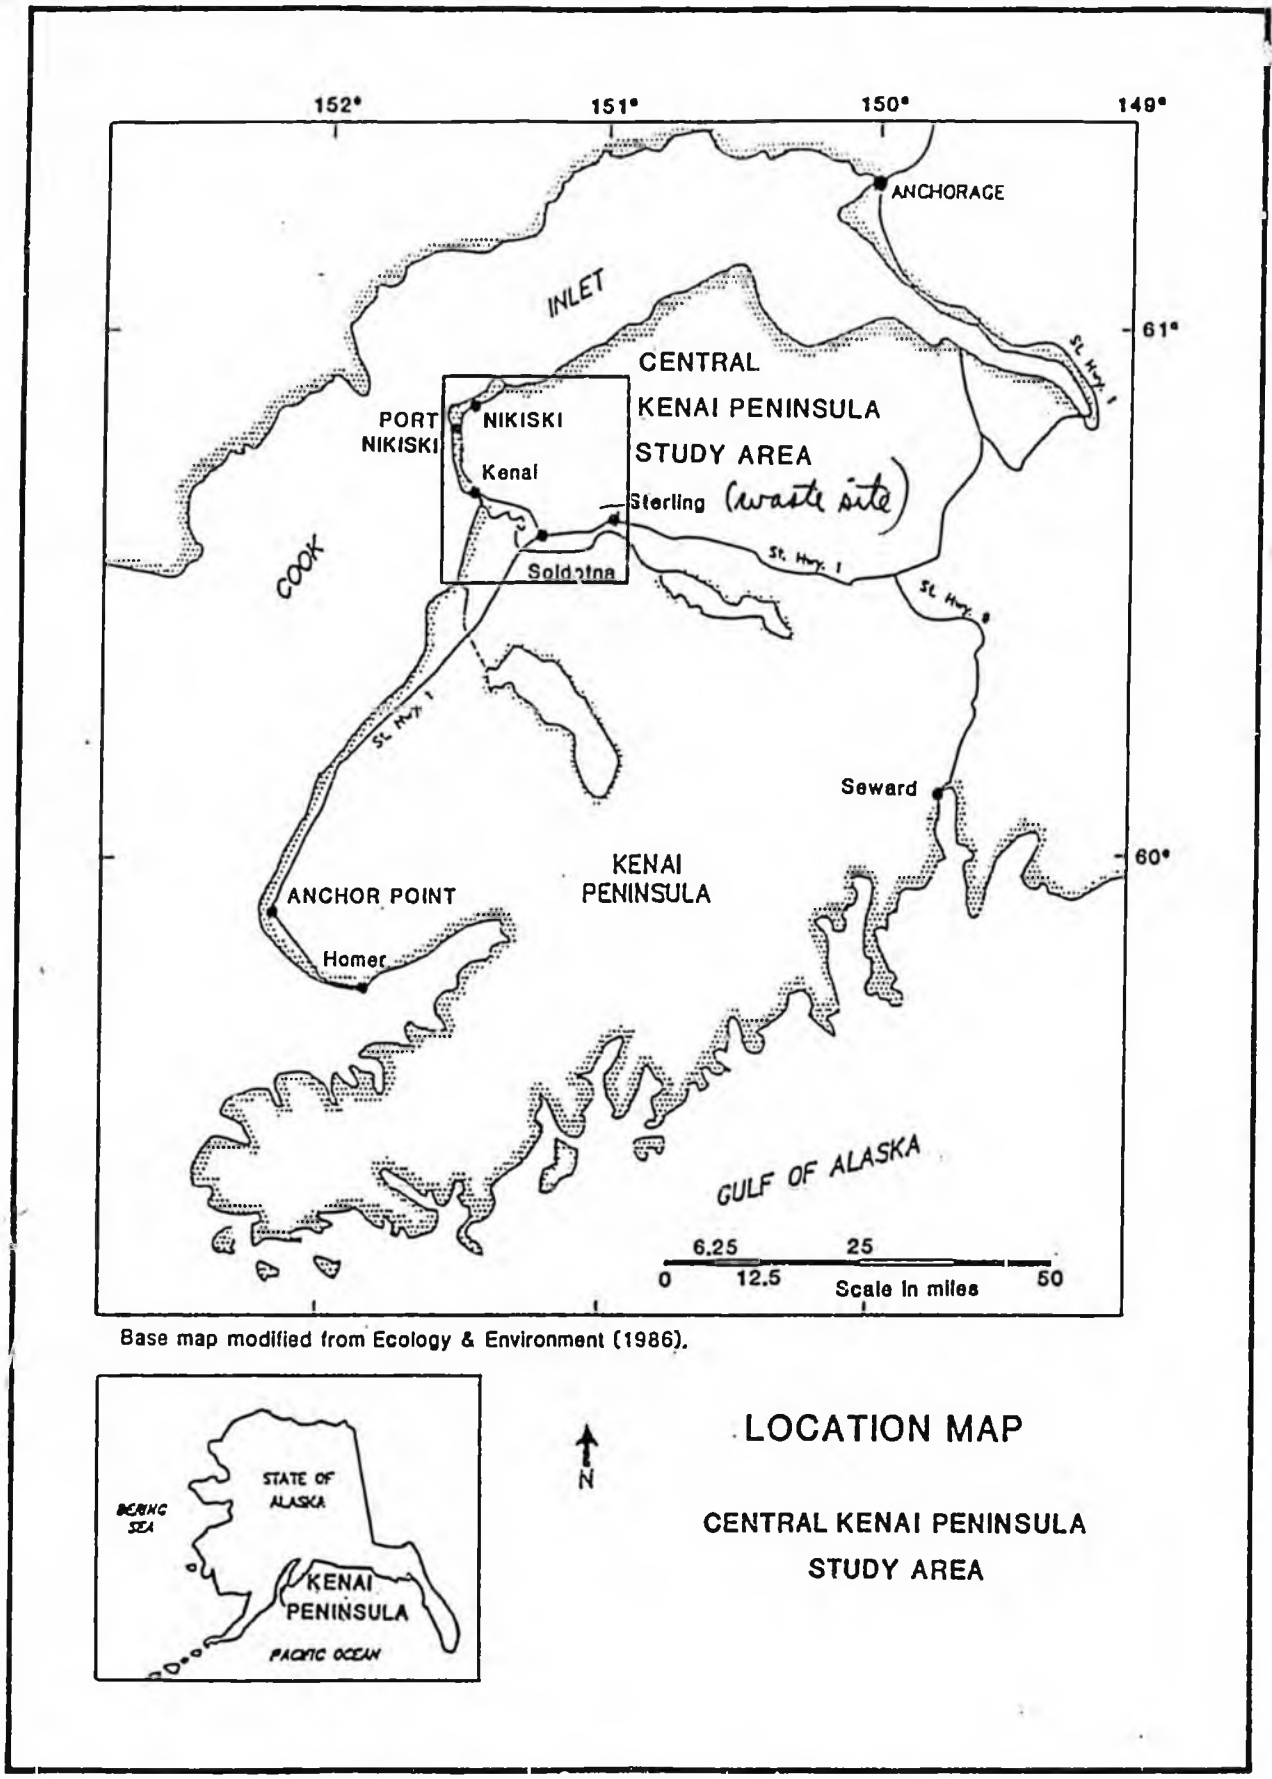 152° 151° 150° 149°
ANCHORAGE
INLET
61°
St. Hwy. 1
CENTRAL
KENAI PENINSULA
STUDY AREA
PORT
NIKISKI
NIKISKI
Kenai
Sterling (waste site)
COOK
St. Hwy. 1
Soldotna
St. Hwy.
St. Hwy. 1
Seward
60°
KENAI
PENINSULA
ANCHOR POINT
Homer
GULF OF ALASKA
6.25 25
0 12.5 Scale in miles 50
Base map modified from Ecology & Environment (1986).
STATE OF
ALASKA
BERING
SEA
KENAI
PENINSULA
PACIFIC OCEAN
N
LOCATION MAP
CENTRAL KENAI PENINSULA
STUDY AREA